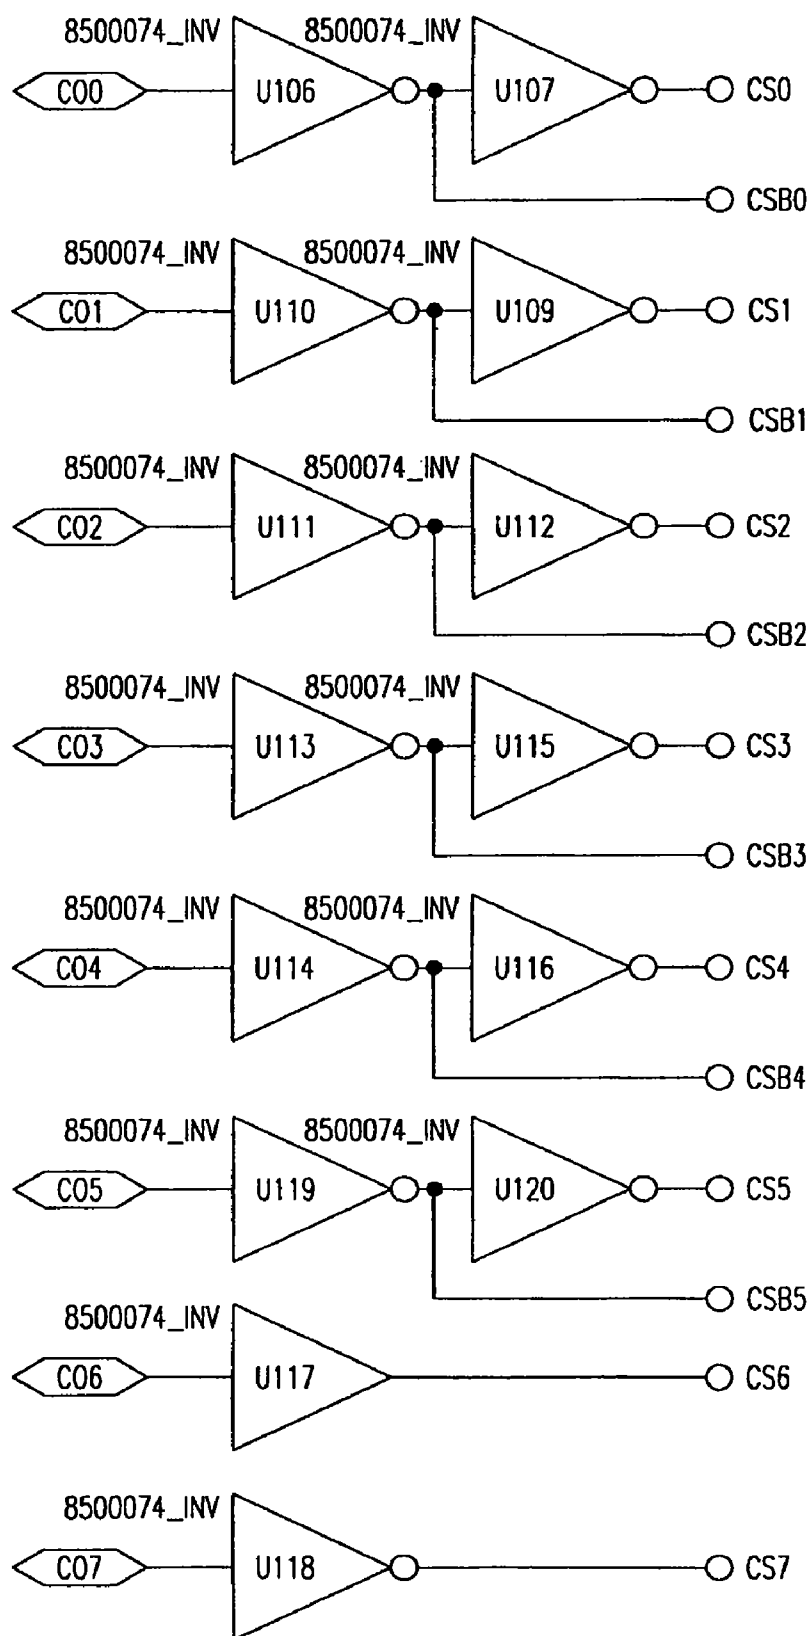 8500074_INV 8500074_INV
C00 U106 U107 CS0
CSB0
8500074_INV 8500074_INV
C01 U110 U109 CS1
CSB1
8500074_INV 8500074_INV
C02 U111 U112 CS2
CSB2
8500074_INV 8500074_INV
C03 U113 U115 CS3
CSB3
8500074_INV 8500074_INV
C04 U114 U116 CS4
CSB4
8500074_INV 8500074_INV
C05 U119 U120 CS5
CSB5
8500074_INV
C06 U117 CS6
8500074_INV
C07 U118 CS7